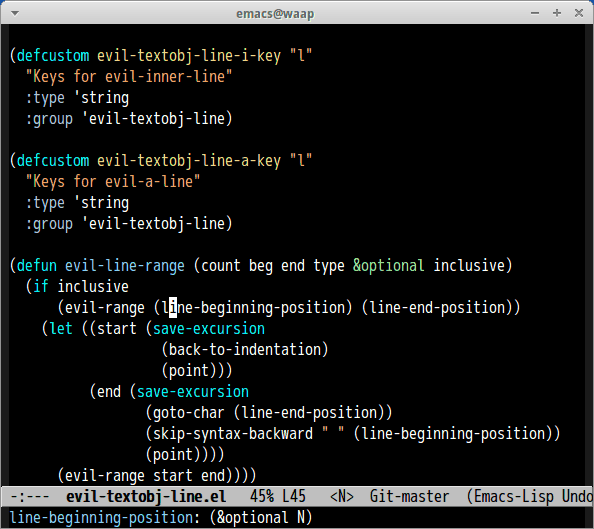 emacs@waap
(defcustom evil-textobj-line-i-key "l"
  "Keys for evil-inner-line"
  :type 'string
  :group 'evil-textobj-line)
(defcustom evil-textobj-line-a-key "l"
  "Keys for evil-a-line"
  :type 'string
  :group 'evil-textobj-line)
(defun evil-line-range (count beg end type &optional inclusive)
  (if inclusive
      (evil-range (line-beginning-position) (line-end-position))
    (let ((start (save-excursion
                   (back-to-indentation)
                   (point)))
          (end (save-excursion
                 (goto-char (line-end-position))
                 (skip-syntax-backward " " (line-beginning-position))
                 (point))))
      (evil-range start end))))
-:---  evil-textobj-line.el   45% L45   <N>  Git-master  (Emacs-Lisp Undo
line-beginning-position: (&optional N)